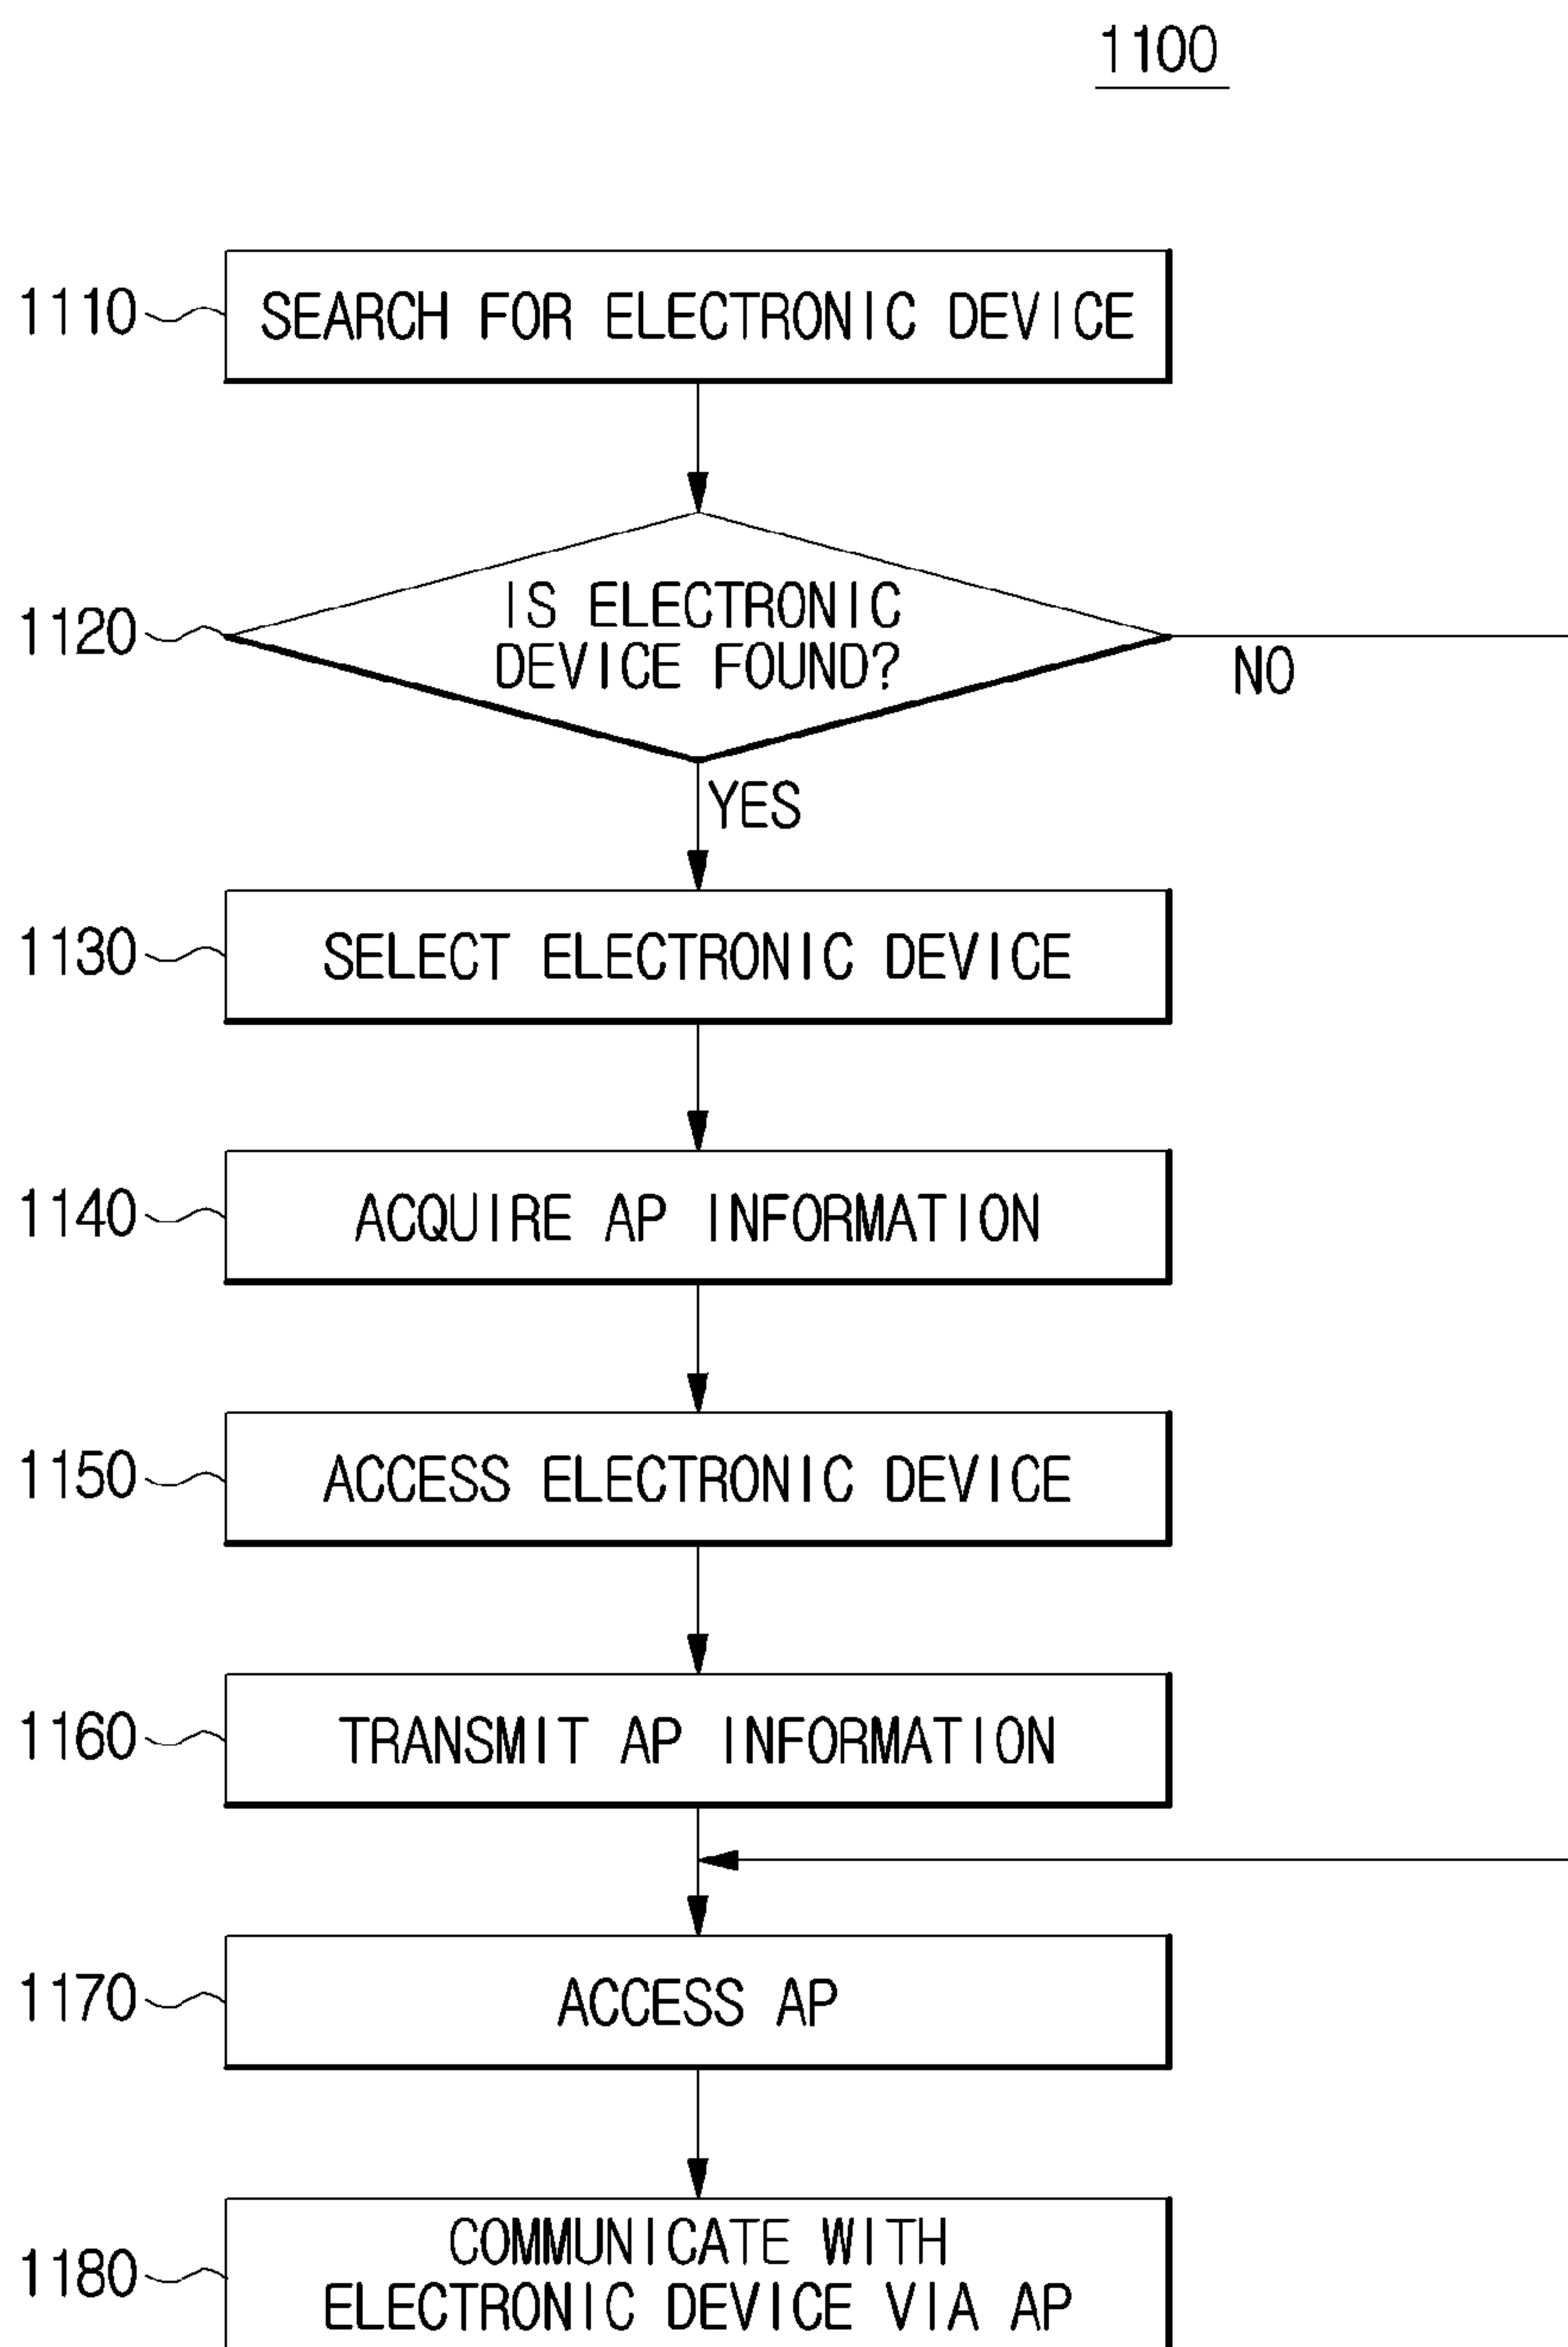 1100
1110
SEARCH FOR ELECTRONIC DEVICE
1120
IS ELECTRONIC
DEVICE FOUND?
NO
YES
1130
SELECT ELECTRONIC DEVICE
1140
ACQUIRE AP INFORMATION
1150
ACCESS ELECTRONIC DEVICE
1160
TRANSMIT AP INFORMATION
1170
ACCESS AP
1180
COMMUNICATE WITH
ELECTRONIC DEVICE VIA AP